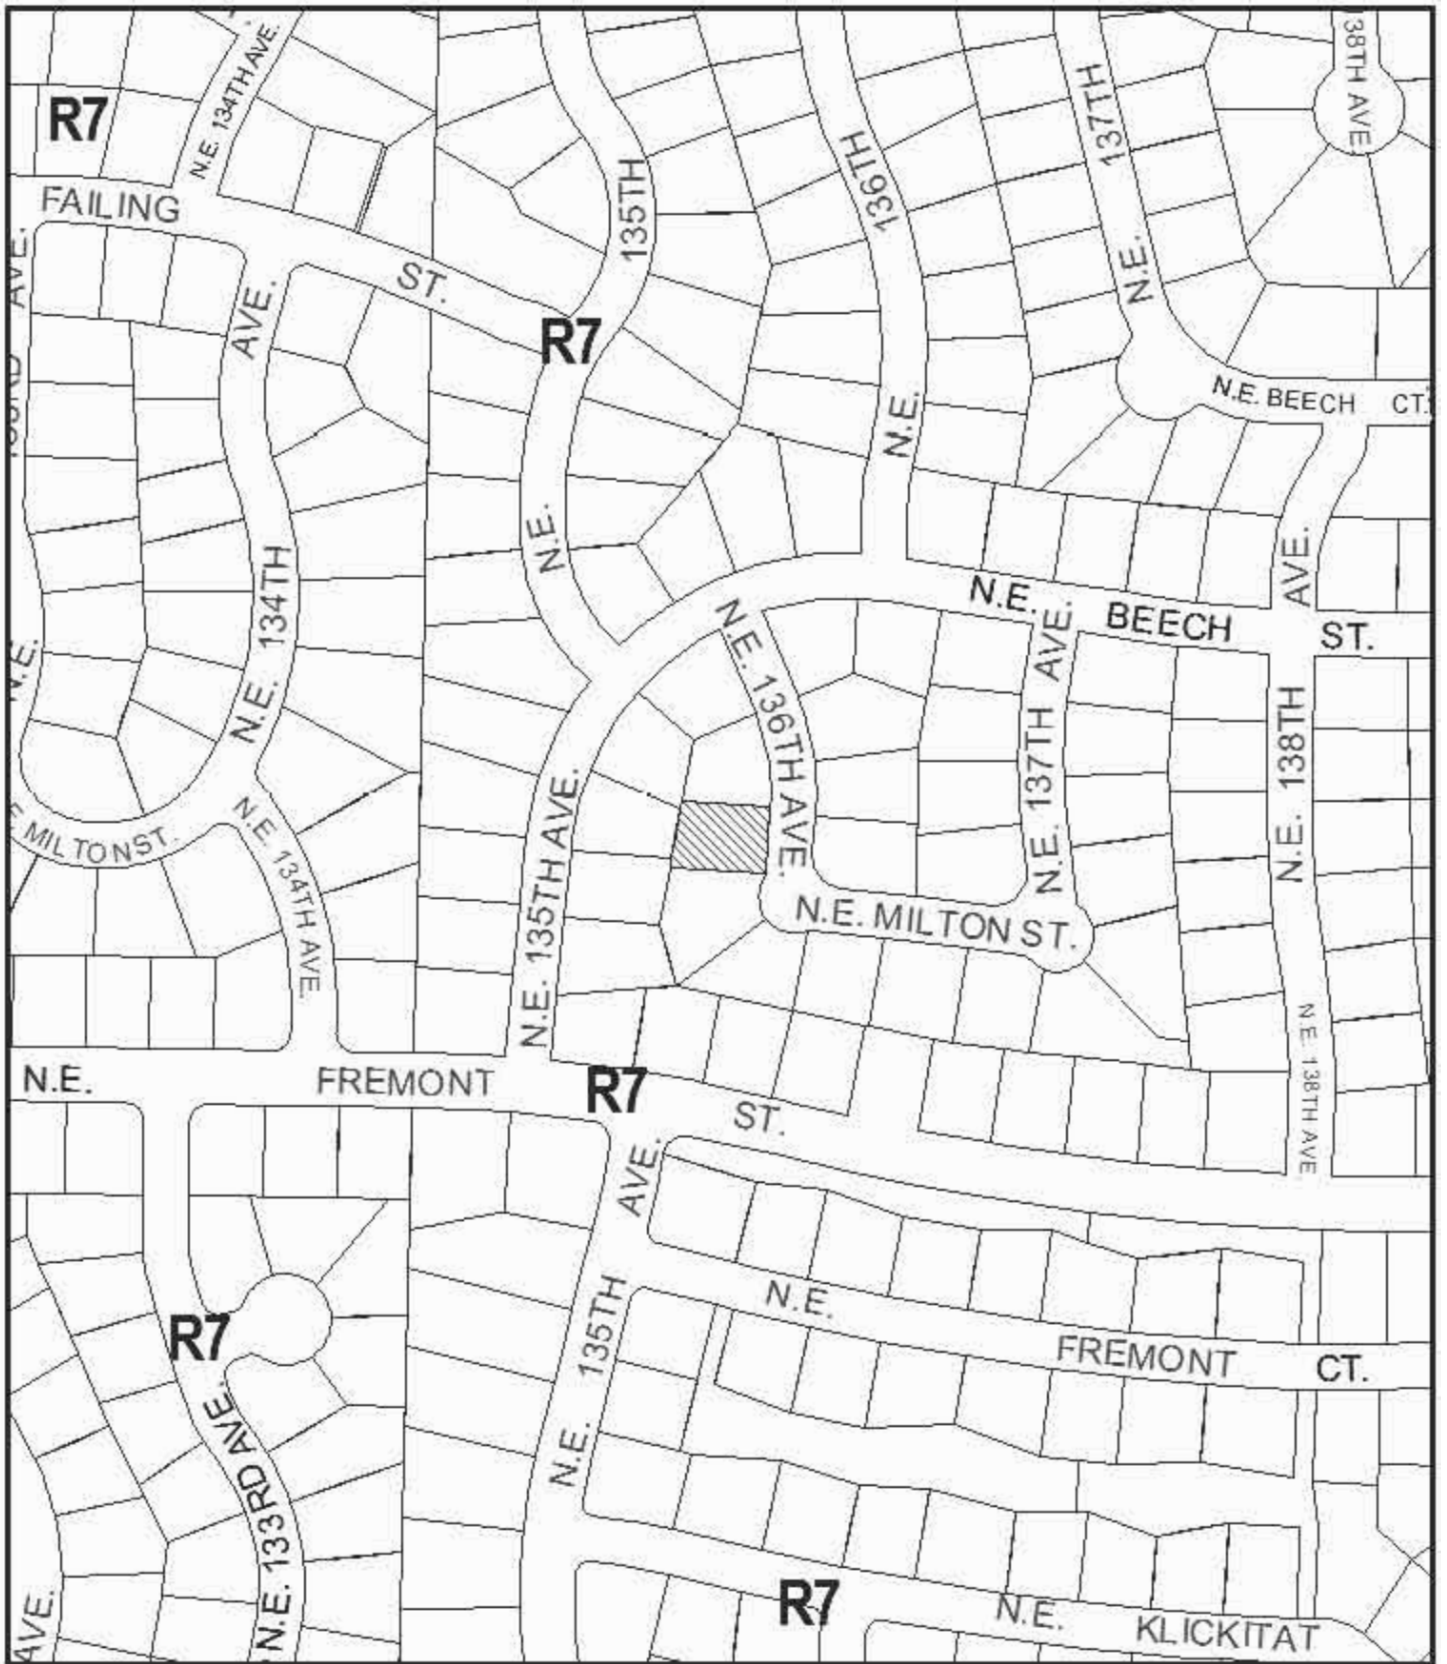 N.E. 134TH AVE.
137TH
38TH AVE
R7
136TH
135TH
FAILING
ST.
AVE.
AVE.
N.E.
R7
N.E. BEECH CT.
N.E.
N.E.
134TH
N.E.
AVE.
N.E. BEECH ST.
N.E. 136TH AVE.
N.E. 137TH AVE.
N.E.
N.E. 138TH
N.E. 135TH AVE.
E MILTON ST.
N.E. 134TH AVE.
N.E. MILTON ST.
N.E. 138TH AVE
N.E. FREMONT ST.
R7
AVE.
135TH
N.E.
N.E. FREMONT CT.
R7
N.E. 133RD AVE.
R7
N.E. KLICKITAT
AVE.